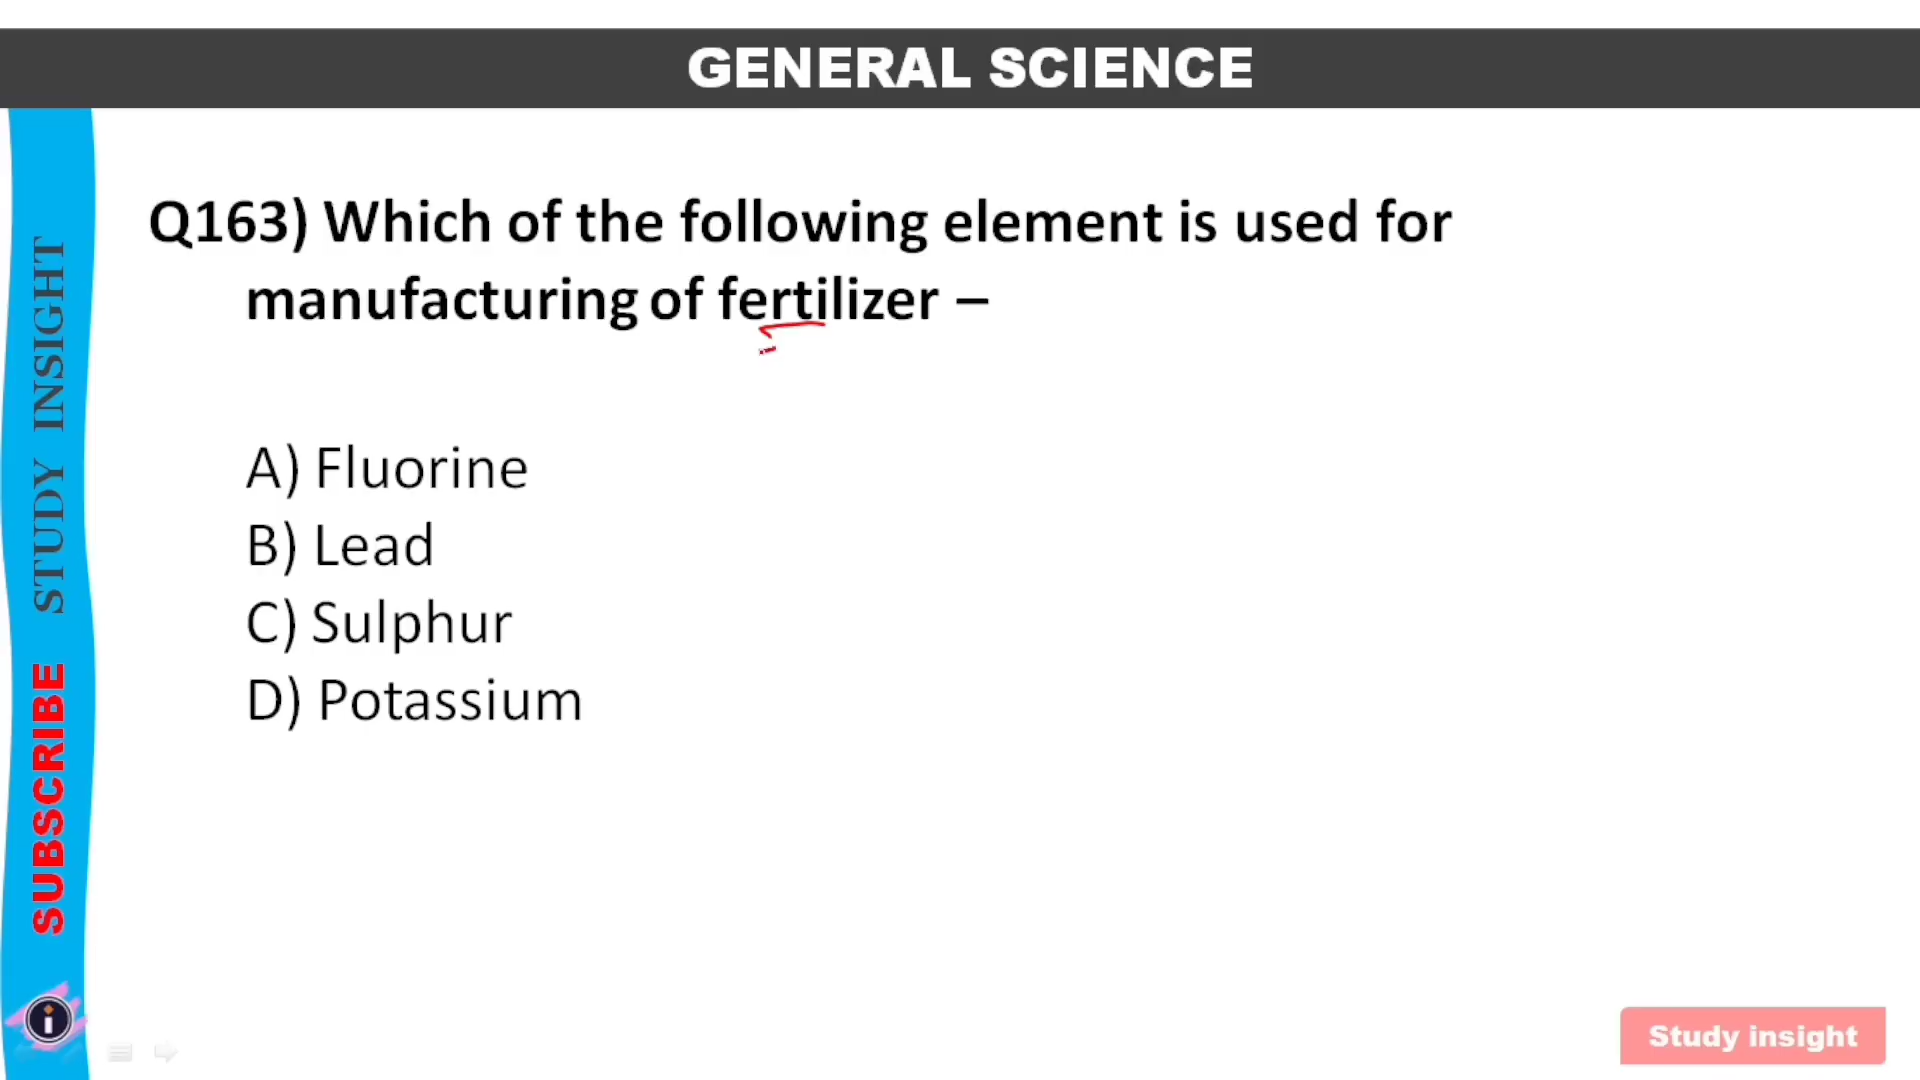 GENERAL SCIENCE
Q163) Which of the following element is used for
manufacturing of fertilizer –
A) Fluorine
B) Lead
C) Sulphur
D) Potassium
SUBSCRIBE STUDY INSIGHT
i
Study insight